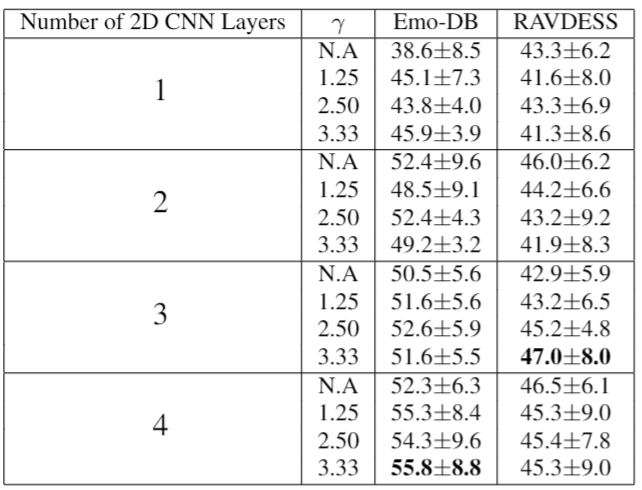 Number of 2D CNN Layers γ Emo-DB RAVDESS
1 N.A 38.6±8.5 43.3±6.2
1.25 45.1±7.3 41.6±8.0
2.50 43.8±4.0 43.3±6.9
3.33 45.9±3.9 41.3±8.6
2 N.A 52.4±9.6 46.0±6.2
1.25 48.5±9.1 44.2±6.6
2.50 52.4±4.3 43.2±9.2
3.33 49.2±3.2 41.9±8.3
3 N.A 50.5±5.6 42.9±5.9
1.25 51.6±5.6 43.2±6.5
2.50 52.6±5.9 45.2±4.8
3.33 51.6±5.5 47.0±8.0
4 N.A 52.3±6.3 46.5±6.1
1.25 55.3±8.4 45.3±9.0
2.50 54.3±9.6 45.4±7.8
3.33 55.8±8.8 45.3±9.0